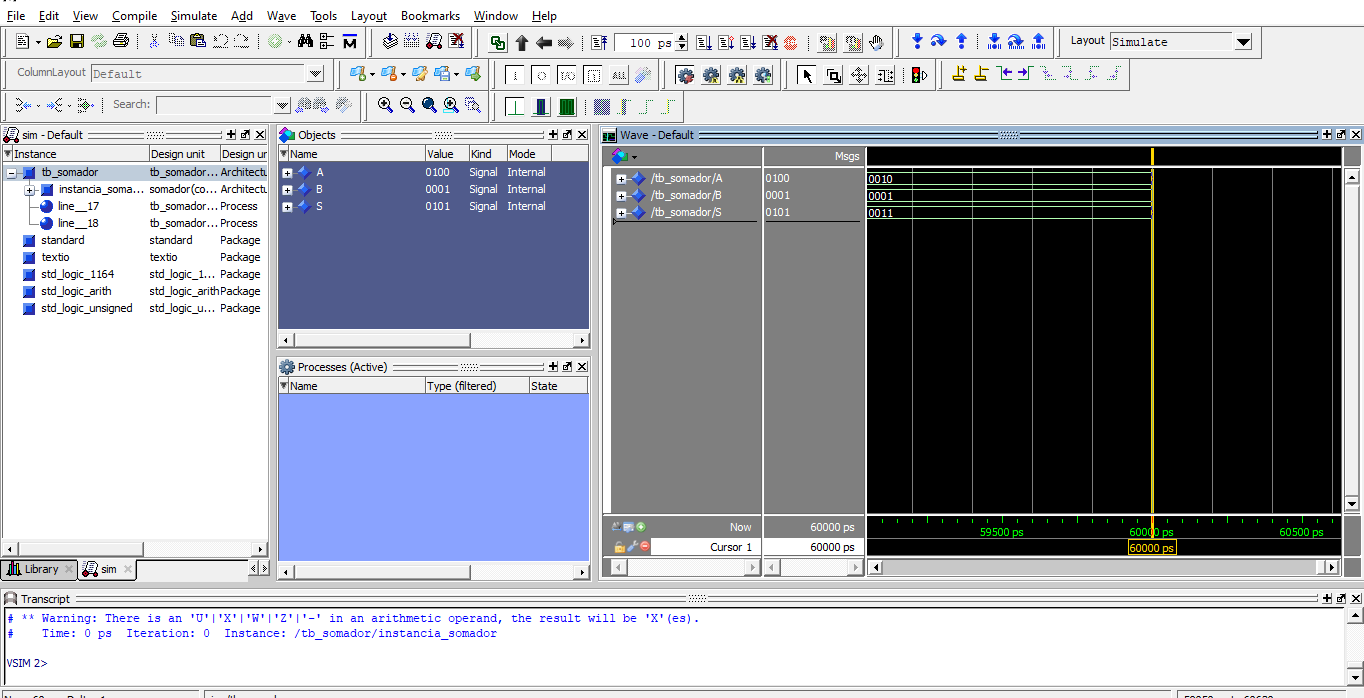 File Edit View Compile Simulate Add Wave Tools Layout Bookmarks Window Help
100 ps
Layout Simulate
ColumnLayout Default
ALL
Search:
sim - Default
Instance Design unit Design ur
tb_somador tb_somador... Architectu
instancia_soma... somador(co... Architectu
line__17 tb_somador... Process
line__18 tb_somador... Process
standard standard Package
textio textio Package
std_logic_1164 std_logic_1... Package
std_logic_arith std_logic_arith Package
std_logic_unsigned std_logic_u... Package
Library sim
Objects
Name Value Kind Mode
A 0100 Signal Internal
B 0001 Signal Internal
S 0101 Signal Internal
Processes (Active)
Name Type (filtered) State
Wave - Default
Msgs
/tb_somador/A 0100 0010
/tb_somador/B 0001 0001
/tb_somador/S 0101 0011
Now 60000 ps 59500 ps 60000 ps 60500 ps
Cursor 1 60000 ps 60000 ps
Transcript
# ** Warning: There is an 'U'|'X'|'W'|'Z'|'-' in an arithmetic operand, the result will be 'X'(es).
# Time: 0 ps Iteration: 0 Instance: /tb_somador/instancia_somador
VSIM 2>